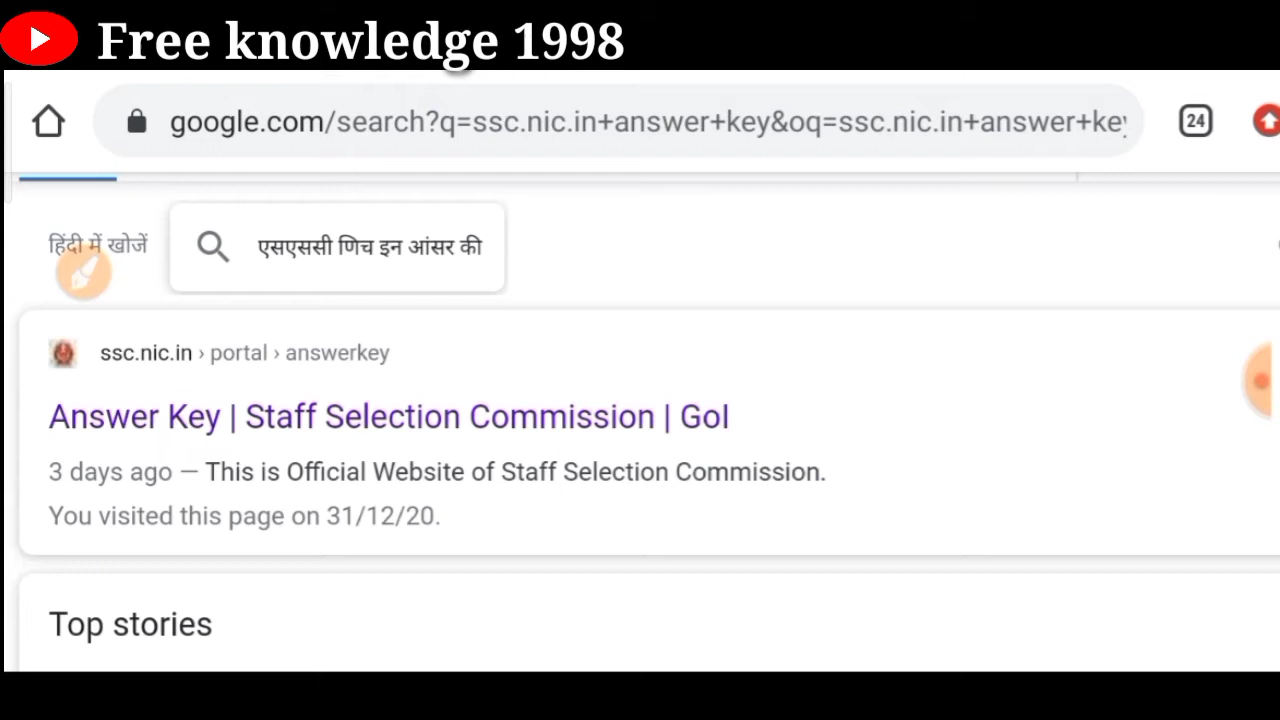 Free knowledge 1998
google.com/search?q=ssc.nic.in+answer+key&oq=ssc.nic.in+answer+key
24
हिंदी में खोजें
एसएससी णिच इन आंसर की
ssc.nic.in › portal › answerkey
Answer Key | Staff Selection Commission | GoI
3 days ago — This is Official Website of Staff Selection Commission.
You visited this page on 31/12/20.
Top stories